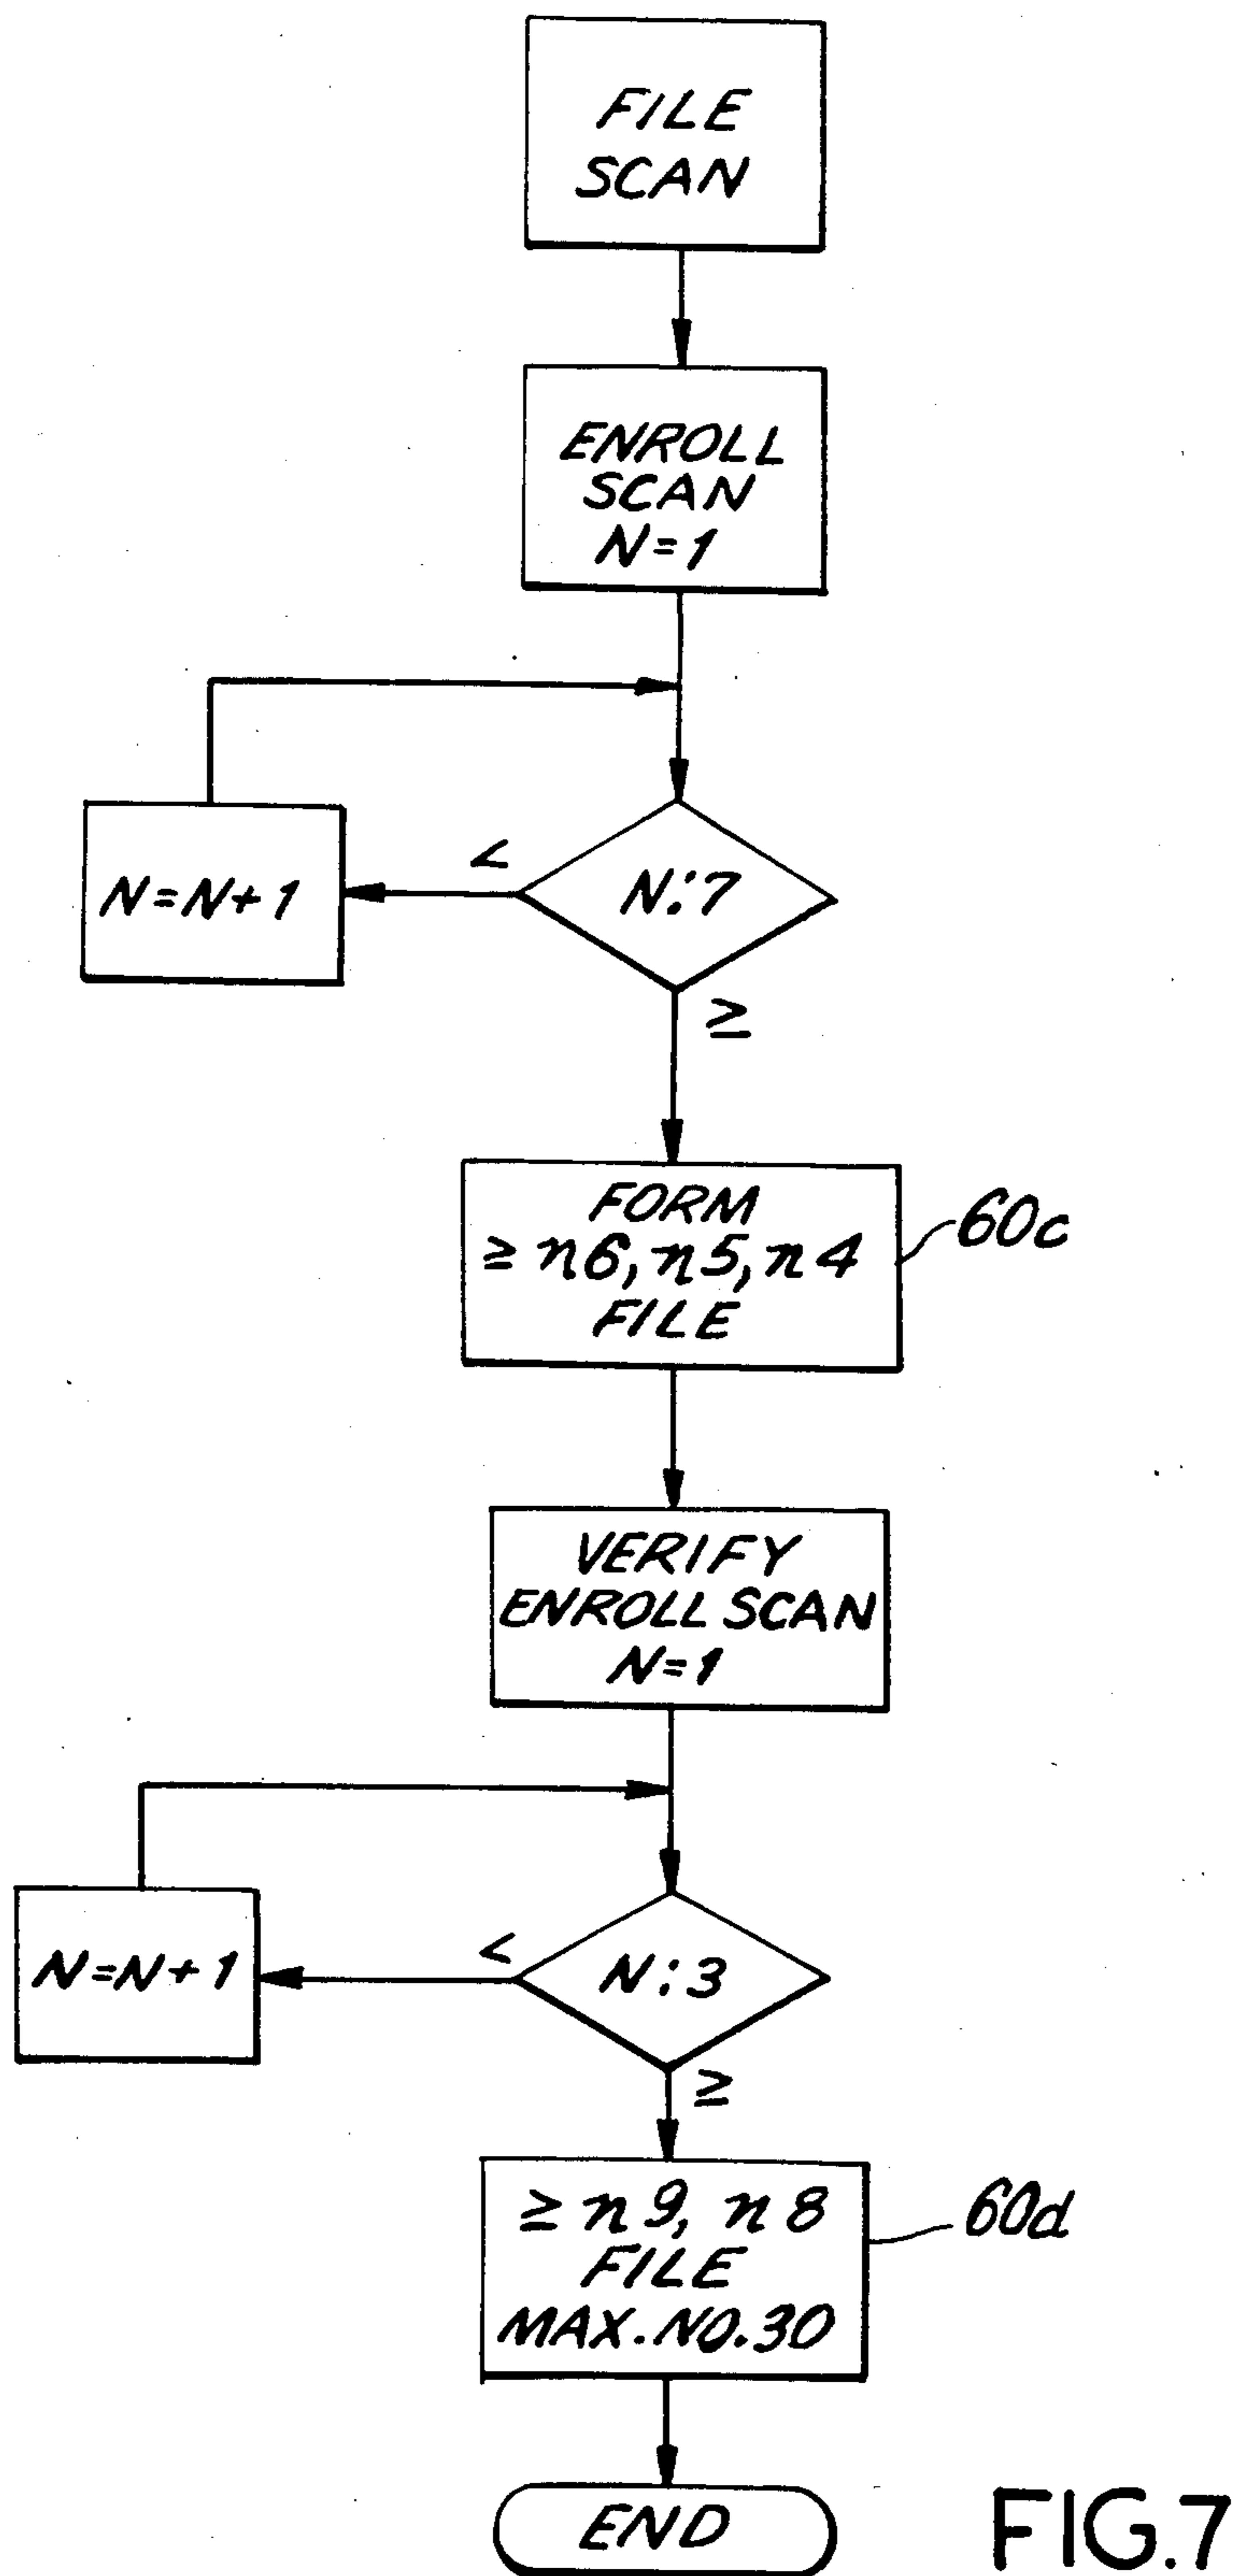 FILE
SCAN
ENROLL
SCAN
N=1
<
N:7
N=N+1
≥
FORM
≥ n6, n5, n4
FILE
60c
VERIFY
ENROLL SCAN
N=1
<
N:3
N=N+1
≥
≥ n9, n8
FILE
MAX. NO. 30
60d
END
FIG.7